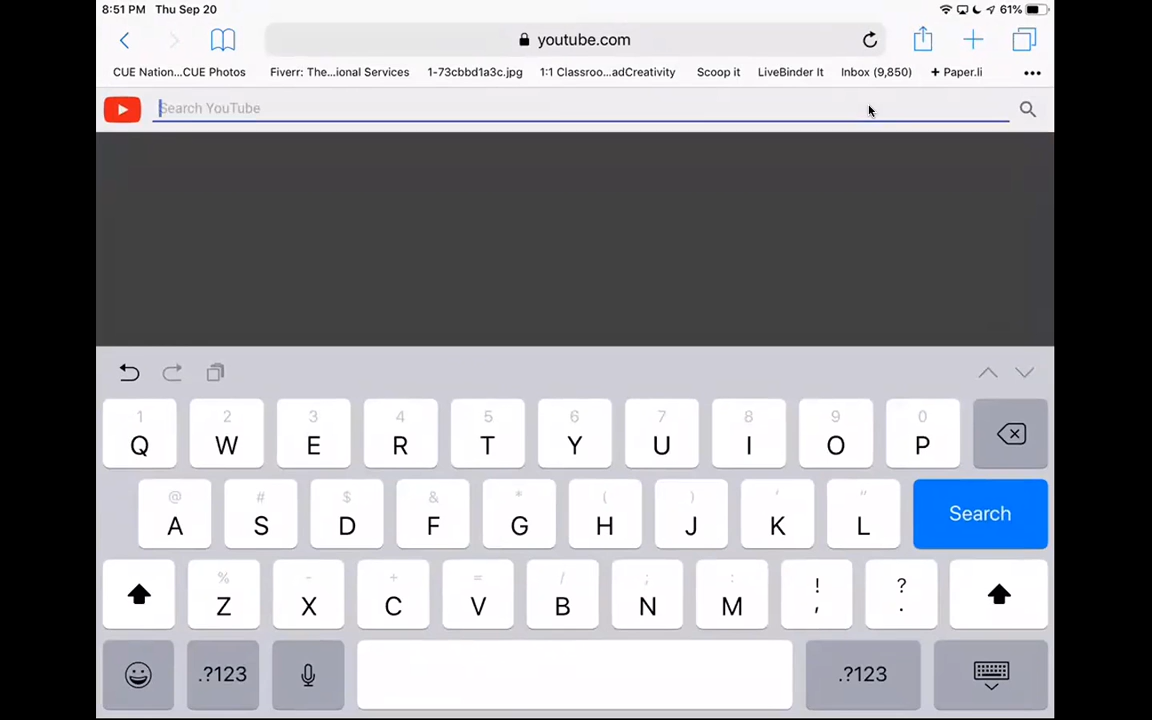 8:51 PM Thu Sep 20 61%
youtube.com
CUE Nation...CUE Photos Fiverr: The...ional Services 1-73cbbd1a3c.jpg 1:1 Classroo...adCreativity Scoop it LiveBinder It Inbox (9,850) + Paper.li •••
Search YouTube
1 2 3 4 5 6 7 8 9 0
Q W E R T Y U I O P
@ # $ & * ( ) ' "
A S D F G H J K L Search
% - + = / ; : ! ?
Z X C V B N M , .
.?123 .?123